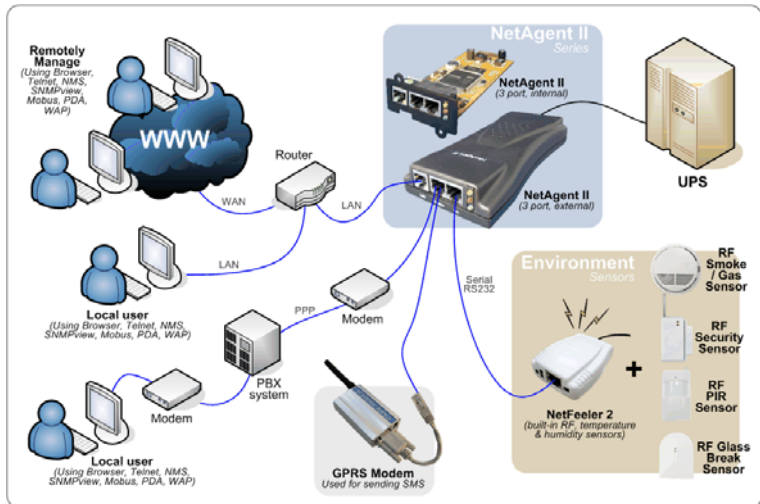 Remotely
Manage
(Using Browser,
Telnet, NMS,
SNMPview,
Mobus, PDA,
WAP)
WWW
Router
WAN
LAN
LAN
Local user
(Using Browser, Telnet, NMS,
SNMPview, Mobus, PDA, WAP)
NetAgent II
Series
NetAgent II
(3 port, internal)
NetAgent II
(3 port, external)
UPS
PPP
Modem
PBX
system
Modem
Local user
(Using Browser, Telnet, NMS,
SNMPview, Mobus, PDA, WAP)
Serial
RS232
GPRS Modem
Used for sending SMS
Environment
Sensors
NetFeeler 2
(built-in RF, temperature
& humidity sensors)
+
RF
Smoke
/ Gas
Sensor
RF
Security
Sensor
RF
PIR
Sensor
RF Glass
Break
Sensor